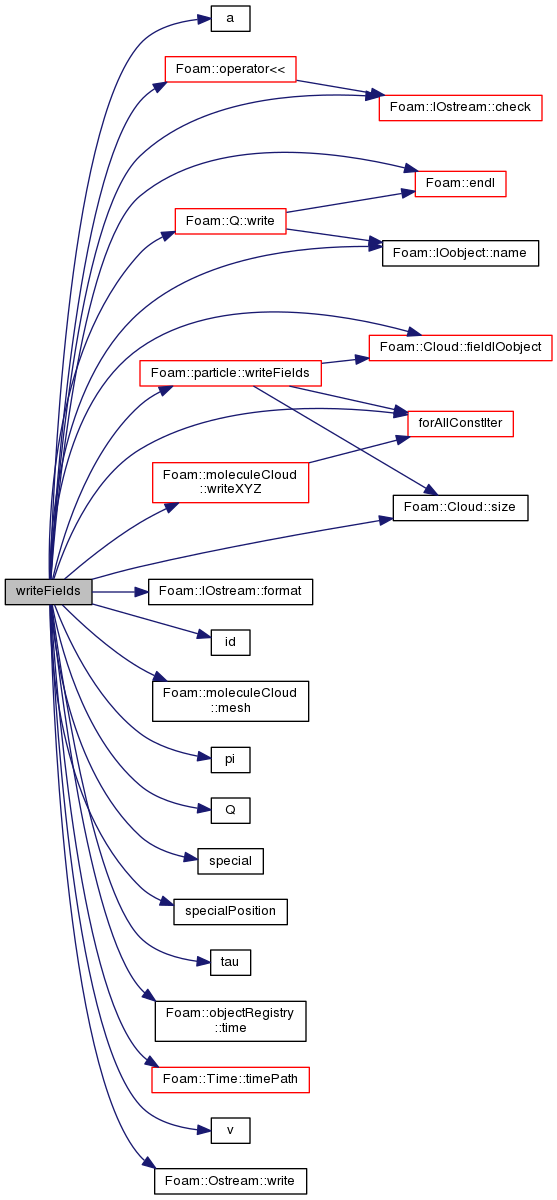 a
Foam::operator<<
Foam::IOstream::check
Foam::endl
Foam::Q::write
Foam::IOobject::name
Foam::Cloud::fieldIOobject
Foam::particle::writeFields
forAllConstIter
Foam::moleculeCloud
::writeXYZ
Foam::Cloud::size
writeFields
Foam::IOstream::format
id
Foam::moleculeCloud
::mesh
pi
Q
special
specialPosition
tau
Foam::objectRegistry
::time
Foam::Time::timePath
v
Foam::Ostream::write